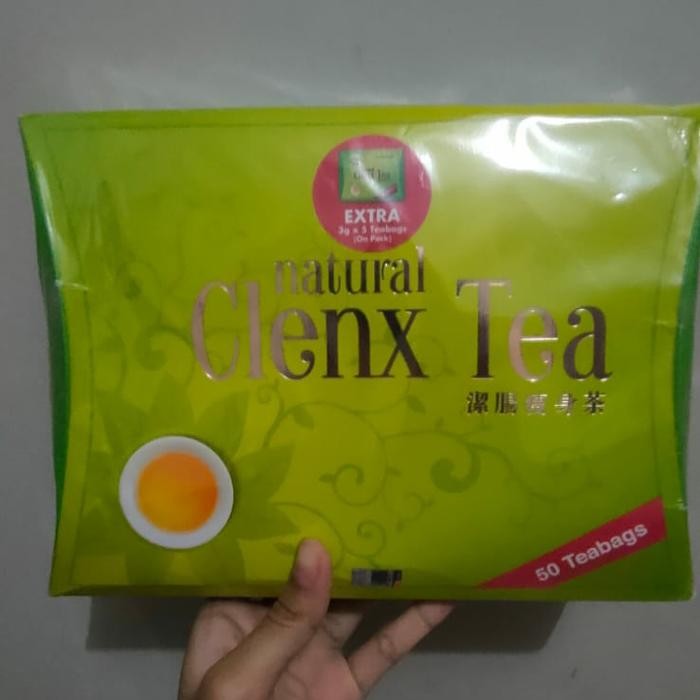 EXTRA
3g x 5 Teabags
(On Pack)
natural
Clenx Tea
潔腸瘦身茶
50 Teabags